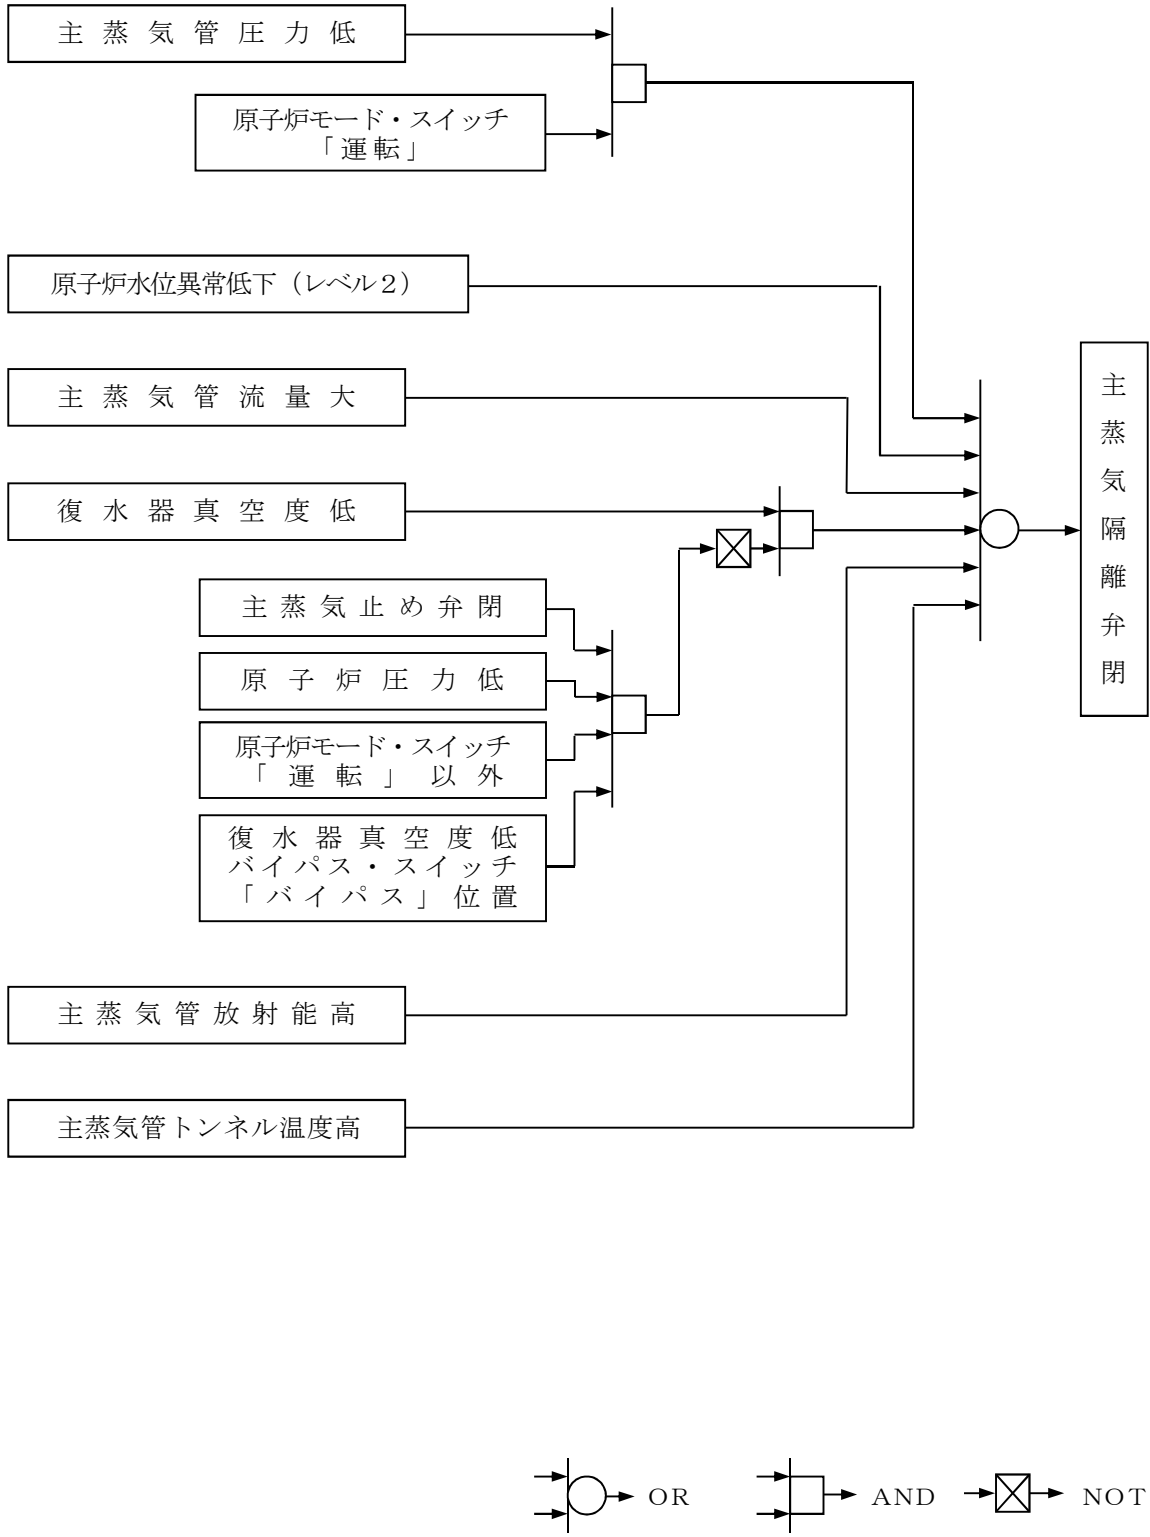 主蒸気管圧力低
原子炉モード・スイッチ
「運転」
原子炉水位異常低下（レベル２）
主蒸気管流量大
復水器真空度低
主蒸気止め弁閉
原子炉圧力低
原子炉モード・スイッチ
「運転」以外
復水器真空度低
バイパス・スイッチ
「バイパス」位置
主蒸気管放射能高
主蒸気管トンネル温度高
主蒸気隔離弁閉
OR
AND
NOT